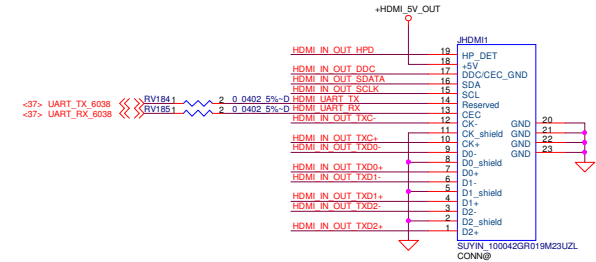 +HDMI_5V_OUT
JHDMI1
HDMI_IN_OUT_HPD 19 HP_DET
18 +5V
HDMI_IN_OUT_DDC 17 DDC/CEC_GND
HDMI_IN_OUT_SDATA 16 SDA
HDMI_IN_OUT_SCLK 15 SCL
<37> UART_TX_6038 RV184 1 2 0_0402_5%~D HDMI_UART_TX 14 Reserved
<37> UART_RX_6038 RV185 1 2 0_0402_5%~D HDMI_UART_RX 13 CEC
HDMI_IN_OUT_TXC- 12 CK- GND 20
11 CK_shield GND 21
HDMI_IN_OUT_TXC+ 10 CK+ GND 22
HDMI_IN_OUT_TXD0- 9 D0- GND 23
8 D0_shield
HDMI_IN_OUT_TXD0+ 7 D0+
HDMI_IN_OUT_TXD1- 6 D1-
5 D1_shield
HDMI_IN_OUT_TXD1+ 4 D1+
HDMI_IN_OUT_TXD2- 3 D2-
2 D2_shield
HDMI_IN_OUT_TXD2+ 1 D2+
SUYIN_100042GR019M23UZL
CONN@